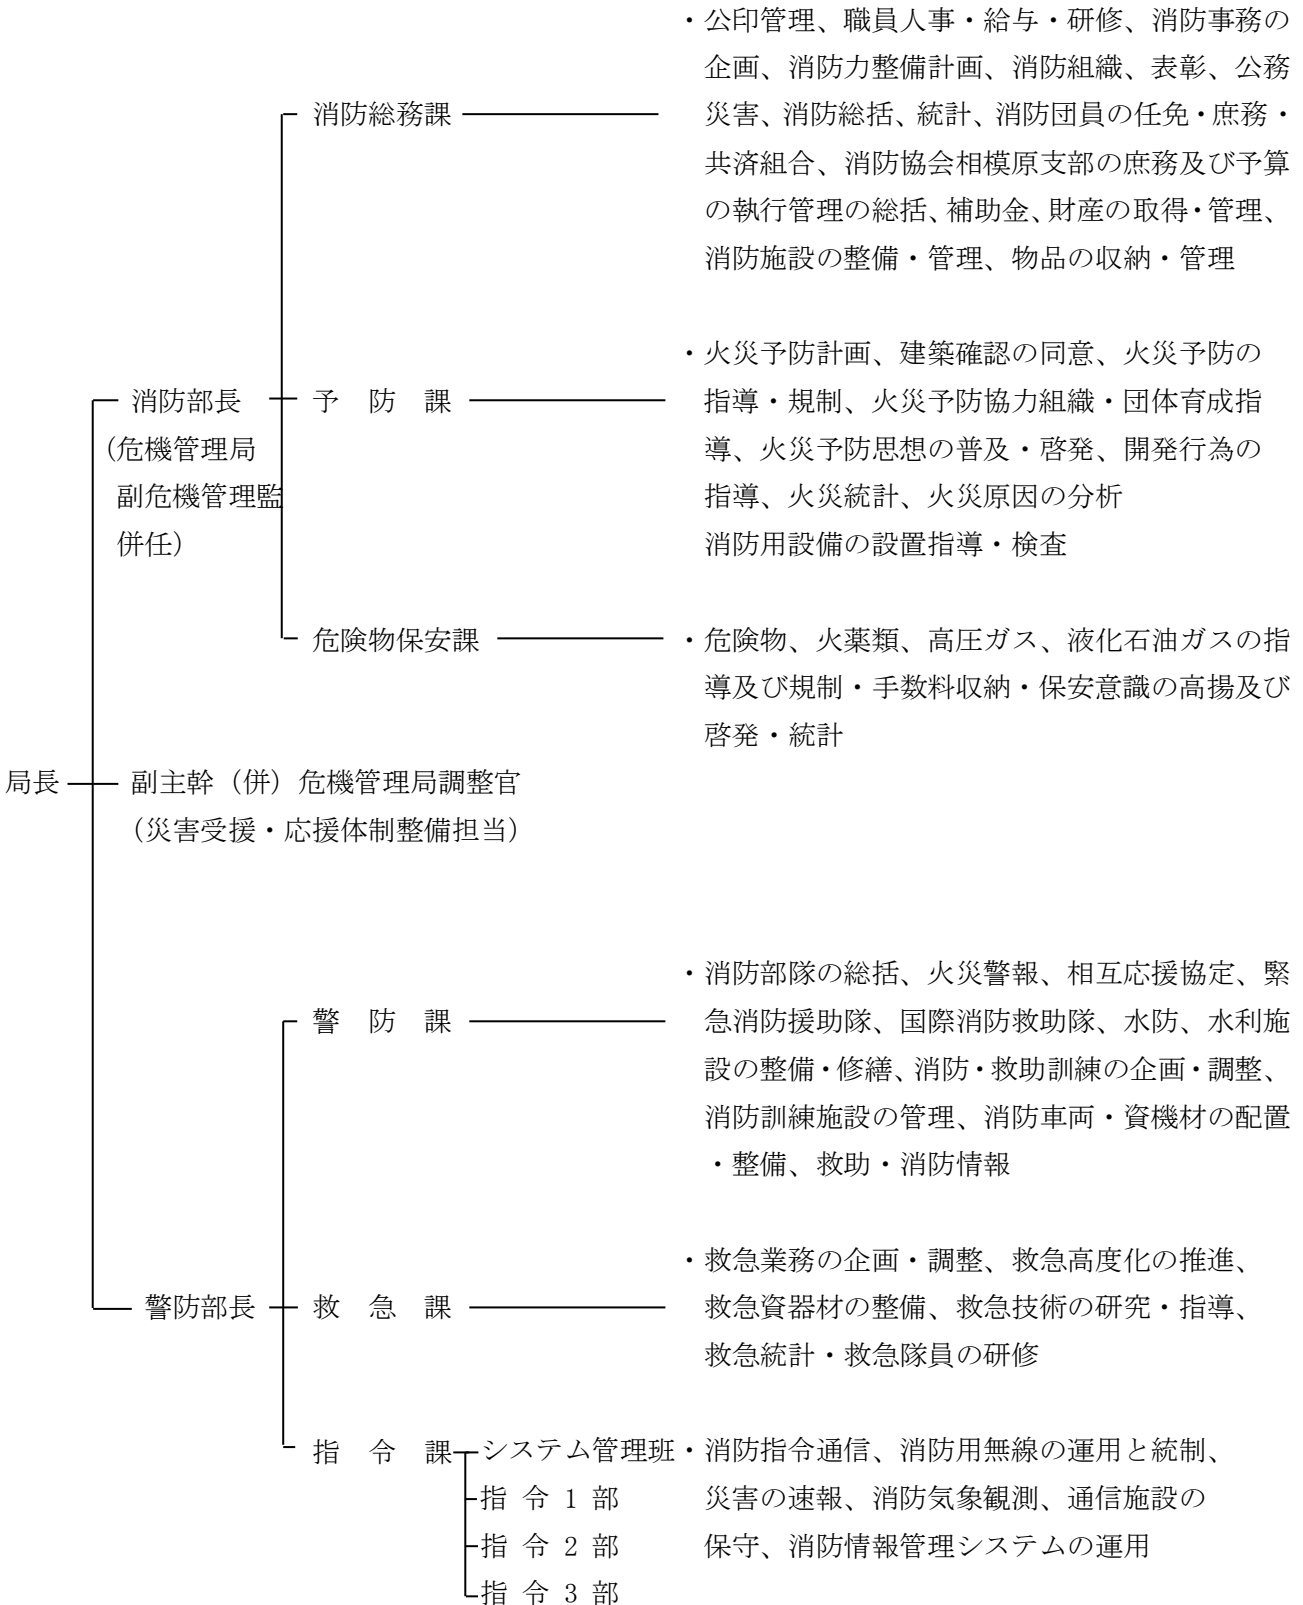 ・公印管理、職員人事・給与・研修、消防事務の
企画、消防力整備計画、消防組織、表彰、公務
消防総務課
災害、消防総括、統計、消防団員の任免・庶務・
共済組合、消防協会相模原支部の庶務及び予算
の執行管理の総括、補助金、財産の取得・管理、
消防施設の整備・管理、物品の収納・管理
・火災予防計画、建築確認の同意、火災予防の
消防部長
予 防 課
指導・規制、火災予防協力組織・団体育成指
(危機管理局
導、火災予防思想の普及・啓発、開発行為の
副危機管理監
指導、火災統計、火災原因の分析
併任)
消防用設備の設置指導・検査
危険物保安課
・危険物、火薬類、高圧ガス、液化石油ガスの指
導及び規制・手数料収納・保安意識の高揚及び
啓発・統計
局長
副主幹(併)危機管理局調整官
(災害受援・応援体制整備担当)
・消防部隊の総括、火災警報、相互応援協定、緊
警 防 課
急消防援助隊、国際消防救助隊、水防、水利施
設の整備・修繕、消防・救助訓練の企画・調整、
消防訓練施設の管理、消防車両・資機材の配置
・整備、救助・消防情報
・救急業務の企画・調整、救急高度化の推進、
警防部長
救 急 課
救急資器材の整備、救急技術の研究・指導、
救急統計・救急隊員の研修
指 令 課
システム管理班
・消防指令通信、消防用無線の運用と統制、
指 令 1 部
災害の速報、消防気象観測、通信施設の
指 令 2 部
保守、消防情報管理システムの運用
指 令 3 部